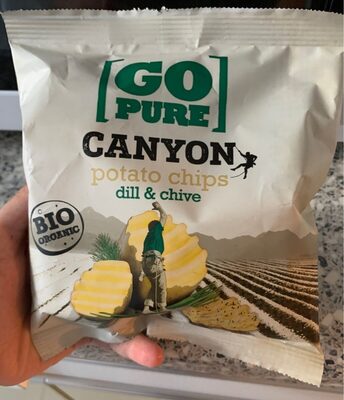 [GO
PURE]
CANYON
potato chips
dill & chive
BIO
ORGANIC